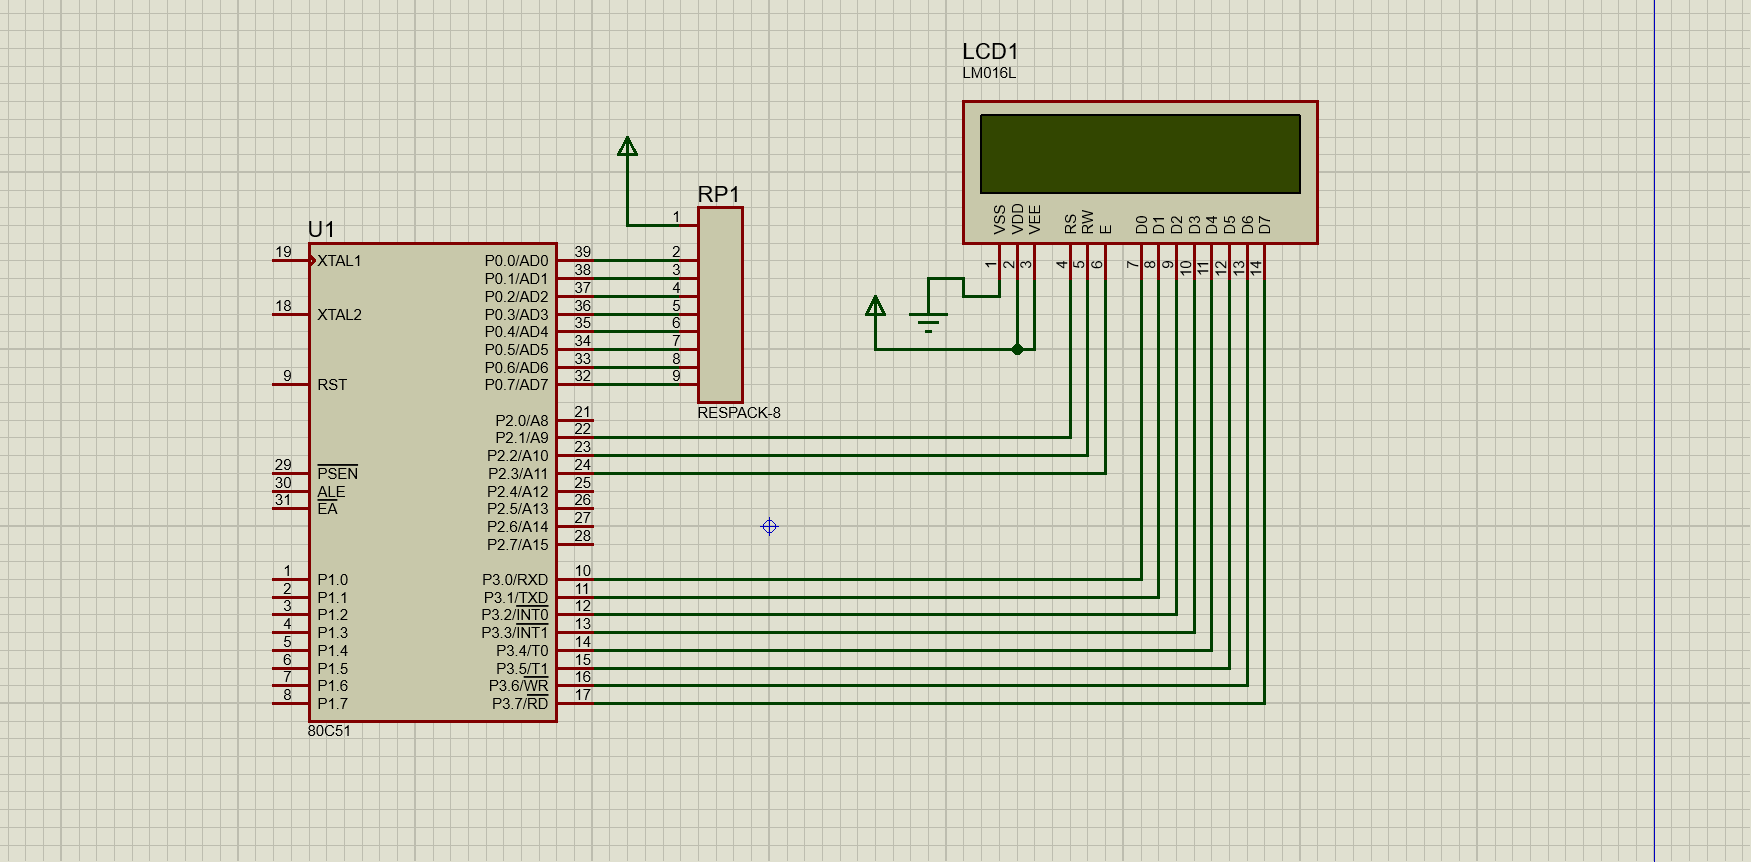 LCD1
LM016L
VSS VDD VEE RS RW E D0 D1 D2 D3 D4 D5 D6 D7
1 2 3 4 5 6 7 8 9 10 11 12 13 14
RP1
1
2
3
4
5
6
7
8
9
RESPACK-8
U1
19 XTAL1 P0.0/AD0 39
P0.1/AD1 38
P0.2/AD2 37
18 XTAL2 P0.3/AD3 36
P0.4/AD4 35
P0.5/AD5 34
P0.6/AD6 33
9 RST P0.7/AD7 32
P2.0/A8 21
P2.1/A9 22
P2.2/A10 23
29 PSEN P2.3/A11 24
30 ALE P2.4/A12 25
31 EA P2.5/A13 26
P2.6/A14 27
P2.7/A15 28
1 P1.0 P3.0/RXD 10
2 P1.1 P3.1/TXD 11
3 P1.2 P3.2/INT0 12
4 P1.3 P3.3/INT1 13
5 P1.4 P3.4/T0 14
6 P1.5 P3.5/T1 15
7 P1.6 P3.6/WR 16
8 P1.7 P3.7/RD 17
80C51